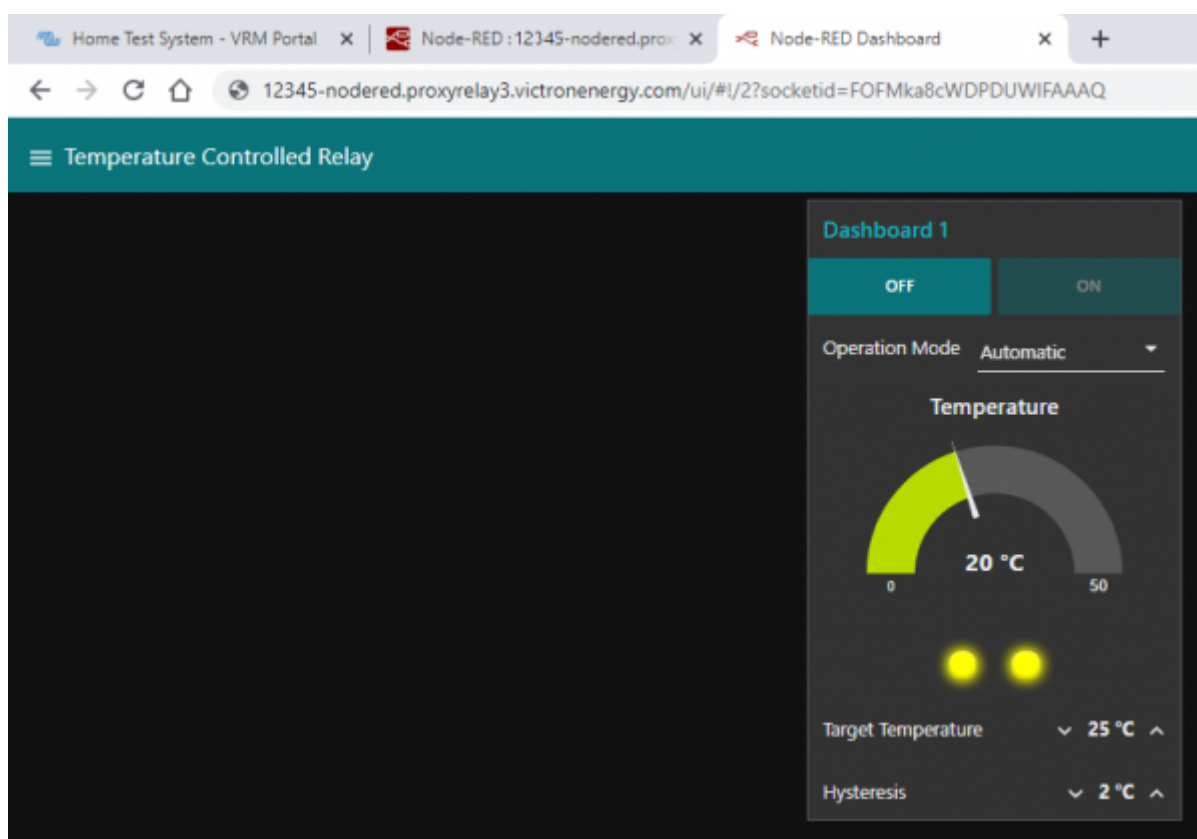 Home Test System - VRM Portal
Node-RED : 12345-nodered.prox
Node-RED Dashboard
12345-nodered.proxyrelay3.victronenergy.com/ui/#!/2?socketid=FOFMka8cWDPDUWIFAAAQ
Temperature Controlled Relay
Dashboard 1
OFF ON
Operation Mode Automatic
Temperature
20 °C
0 50
Target Temperature 25 °C
Hysteresis 2 °C